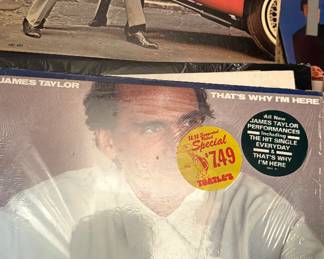 JAMES TAYLOR
THAT'S WHY I'M HERE
Special
$7.49
All New
JAMES TAYLOR
PERFORMANCES
Including
THE HIT SINGLE
EVERYDAY
&
THAT'S WHY
I'M HERE